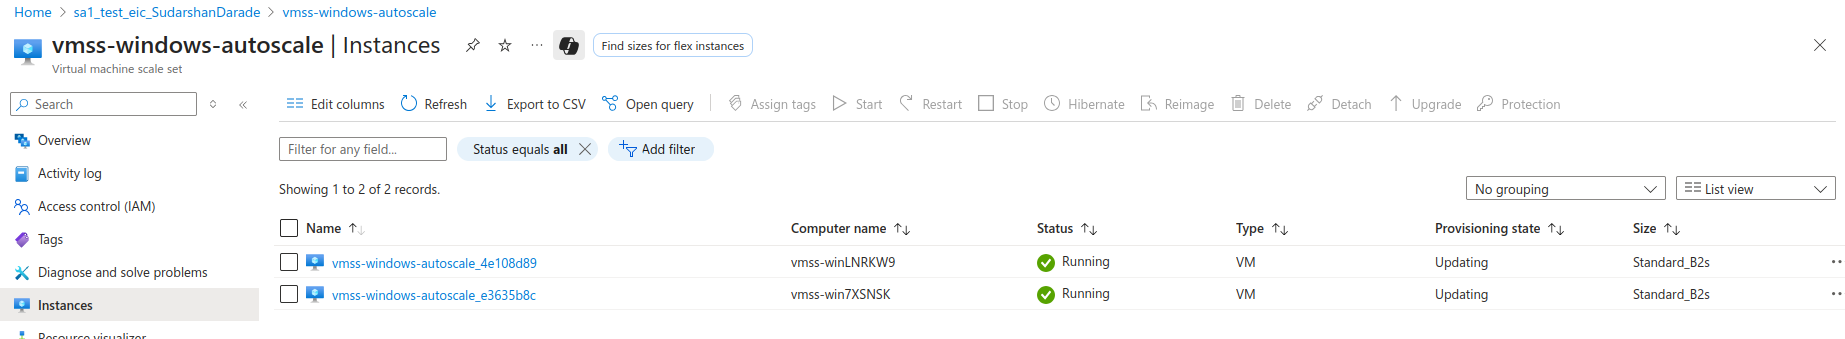 Home > sa1_test_eic_SudarshanDarade > vmss-windows-autoscale
vmss-windows-autoscale | Instances
Find sizes for flex instances
Virtual machine scale set
Search
Overview
Activity log
Access control (IAM)
Tags
Diagnose and solve problems
Instances
Resource visualizer
Edit columns Refresh Export to CSV Open query Assign tags Start Restart Stop Hibernate Reimage Delete Detach Upgrade Protection
Filter for any field... Status equals all Add filter
Showing 1 to 2 of 2 records.
No grouping List view
Name Computer name Status Type Provisioning state Size
vmss-windows-autoscale_4e108d89 vmss-winLNRKW9 Running VM Updating Standard_B2s
vmss-windows-autoscale_e3635b8c vmss-win7XSNSK Running VM Updating Standard_B2s